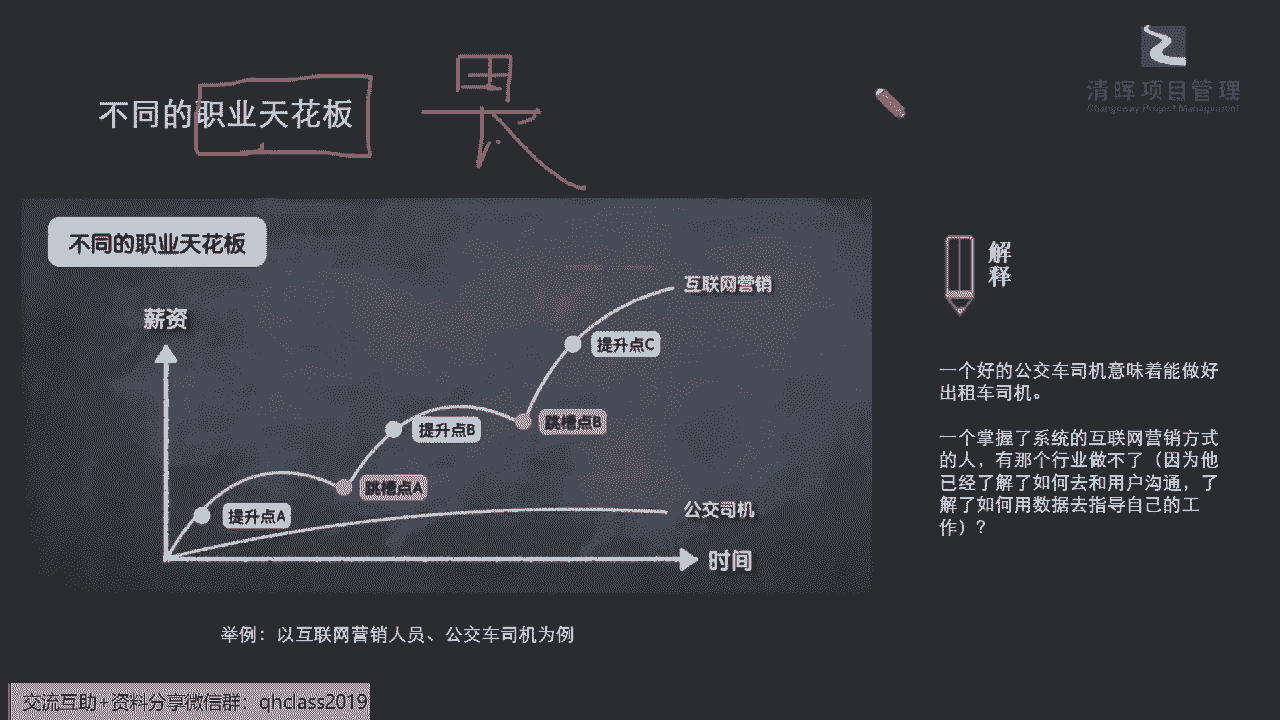 不同的职业天花板
畏
清晖项目管理
Changeway Project Management
不同的职业天花板
薪资
互联网营销
提升点C
提升点B
跳槽点B
跳槽点A
提升点A
公交司机
时间
解
释
一个好的公交车司机意味着能做好
出租车司机。
一个掌握了系统的互联网营销方式
的人，有那个行业做不了（因为他
已经了解了如何去和用户沟通，了
解了如何用数据去指导自己的工
作）？
举例：以互联网营销人员、公交车司机为例
交流互助+资料分享微信群：qhclass2019